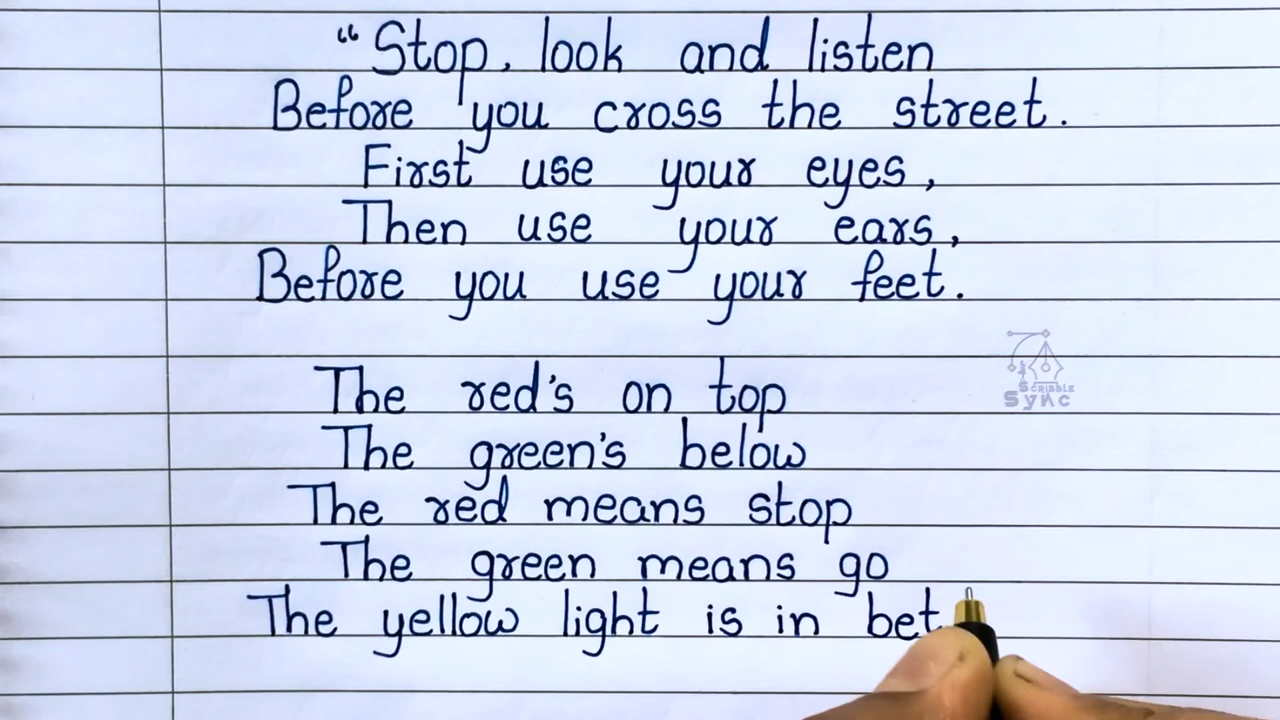 “Stop, look and listen
Before you cross the street.
First use your eyes,
Then use your ears,
Before you use your feet.
The red's on top
The green's below
The red means stop
The green means go
The yellow light is in bet
SCRIBBLE
Sync